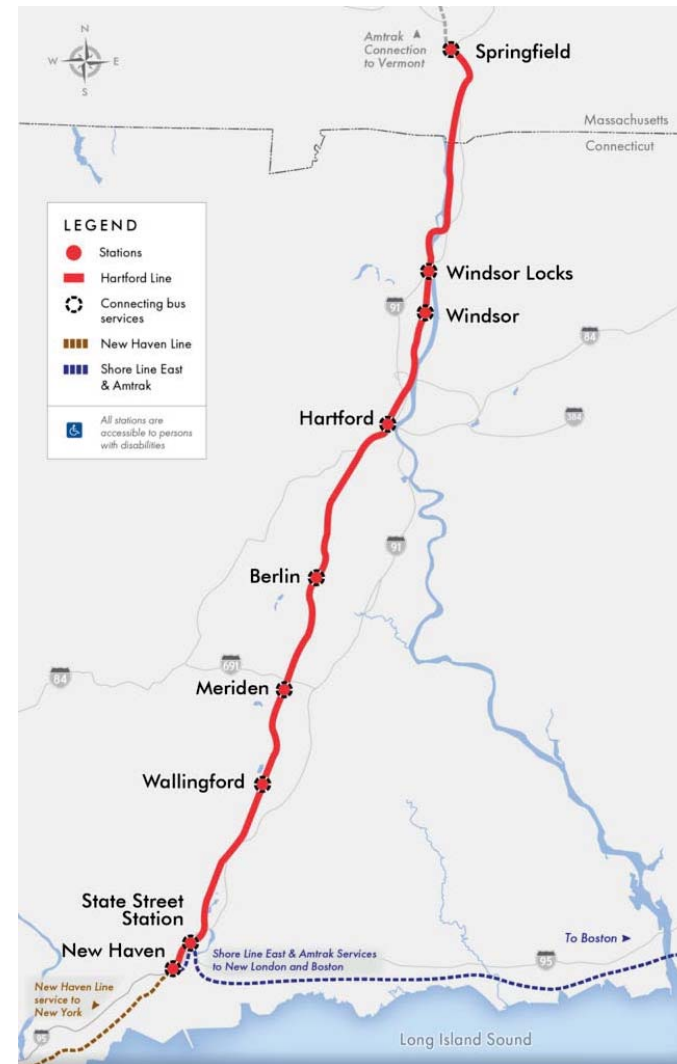 N
W
E
S
Amtrak
Connection
to Vermont
Springfield
Massachusetts
Connecticut
LEGEND
Stations
Hartford Line
Connecting bus
services
New Haven Line
Shore Line East
& Amtrak
All stations are
accessible to persons
with disabilities
Windsor Locks
91
Windsor
84
Hartford
384
91
Berlin
691
84
Meriden
Wallingford
State Street
Station
New Haven
Shore Line East & Amtrak Services
to New London and Boston
To Boston
95
New Haven Line
service to
New York
95
Long Island Sound